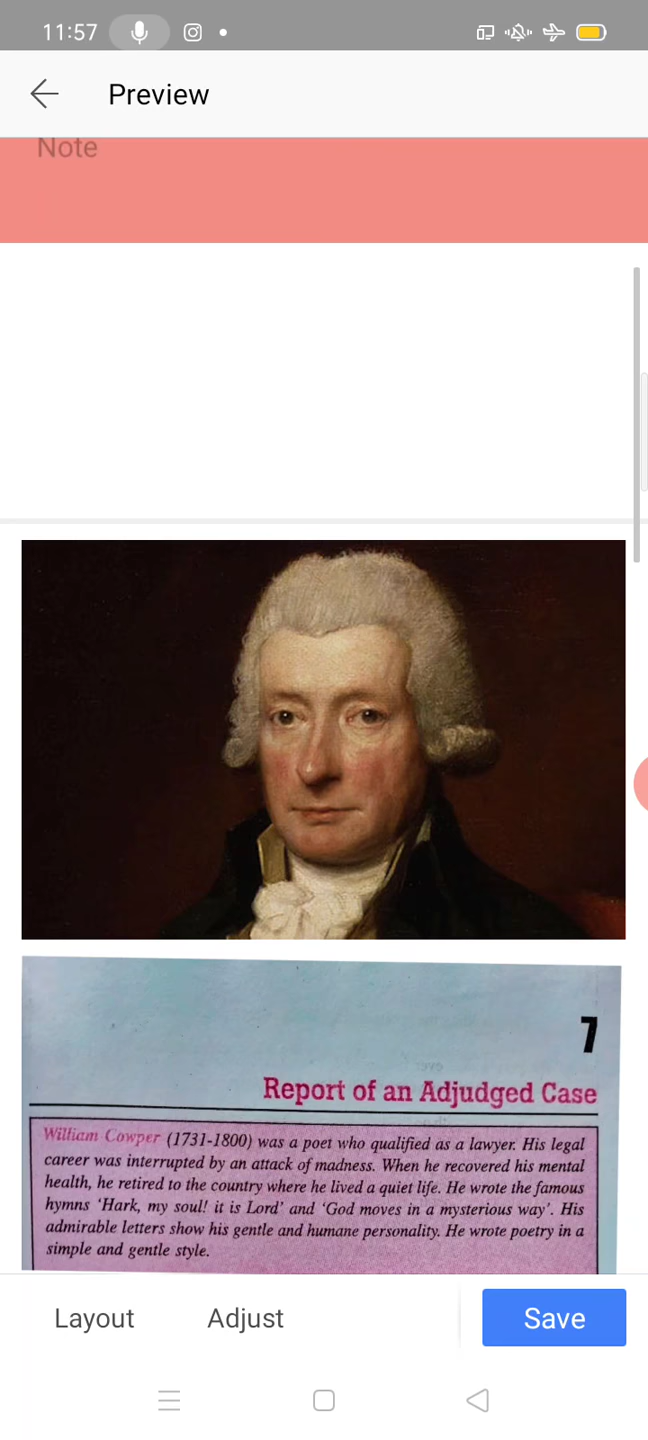 11:57
Preview
Note
7
Report of an Adjudged Case
William Cowper (1731-1800) was a poet who qualified as a lawyer. His legal
career was interrupted by an attack of madness. When he recovered his mental
health, he retired to the country where he lived a quiet life. He wrote the famous
hymns ‘Hark, my soul! it is Lord’ and ‘God moves in a mysterious way’. His
admirable letters show his gentle and humane personality. He wrote poetry in a
simple and gentle style.
Layout Adjust Save